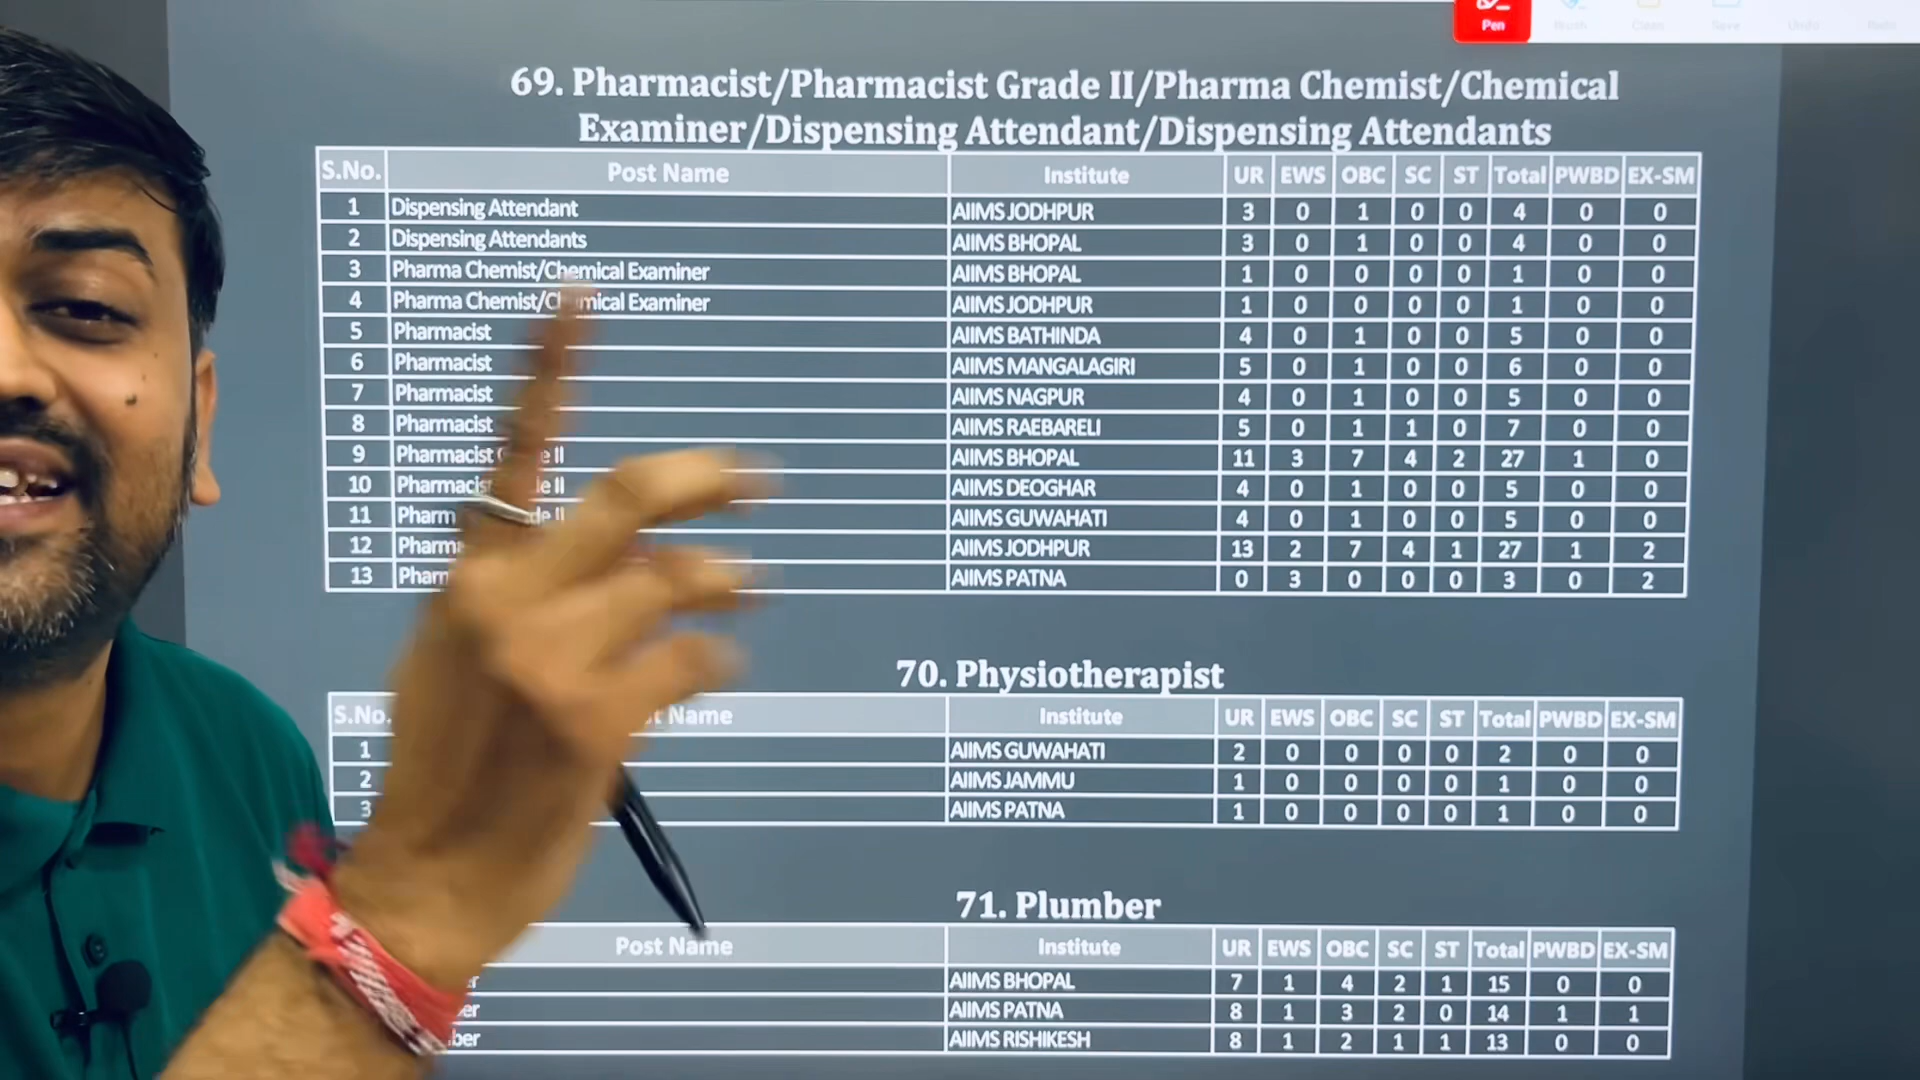 Pen
Brush Clean Save Undo Redo
69. Pharmacist/Pharmacist Grade II/Pharma Chemist/Chemical
Examiner/Dispensing Attendant/Dispensing Attendants
S.No. Post Name Institute UR EWS OBC SC ST Total PWBD EX-SM
1 Dispensing Attendant AIIMS JODHPUR 3 0 1 0 0 4 0 0
2 Dispensing Attendants AIIMS BHOPAL 3 0 1 0 0 4 0 0
3 Pharma Chemist/Chemical Examiner AIIMS BHOPAL 1 0 0 0 0 1 0 0
4 Pharma Chemist/Chemical Examiner AIIMS JODHPUR 1 0 0 0 0 1 0 0
5 Pharmacist AIIMS BATHINDA 4 0 1 0 0 5 0 0
6 Pharmacist AIIMS MANGALAGIRI 5 0 1 0 0 6 0 0
7 Pharmacist AIIMS NAGPUR 4 0 1 0 0 5 0 0
8 Pharmacist AIIMS RAEBARELI 5 0 1 1 0 7 0 0
9 Pharmacist II AIIMS BHOPAL 11 3 7 4 2 27 1 0
10 II AIIMS DEOGHAR 4 0 1 0 0 5 0 0
11 II AIIMS GUWAHATI 4 0 1 0 0 5 0 0
12 AIIMS JODHPUR 13 2 7 4 1 27 1 2
13 AIIMS PATNA 0 3 0 0 0 3 0 2
70. Physiotherapist
S.No. Name Institute UR EWS OBC SC ST Total PWBD EX-SM
1 AIIMS GUWAHATI 2 0 0 0 0 2 0 0
2 AIIMS JAMMU 1 0 0 0 0 1 0 0
3 AIIMS PATNA 1 0 0 0 0 1 0 0
71. Plumber
Post Name Institute UR EWS OBC SC ST Total PWBD EX-SM
AIIMS BHOPAL 7 1 4 2 1 15 0 0
AIIMS PATNA 8 1 3 2 0 14 1 1
AIIMS RISHIKESH 8 1 2 1 1 13 0 0